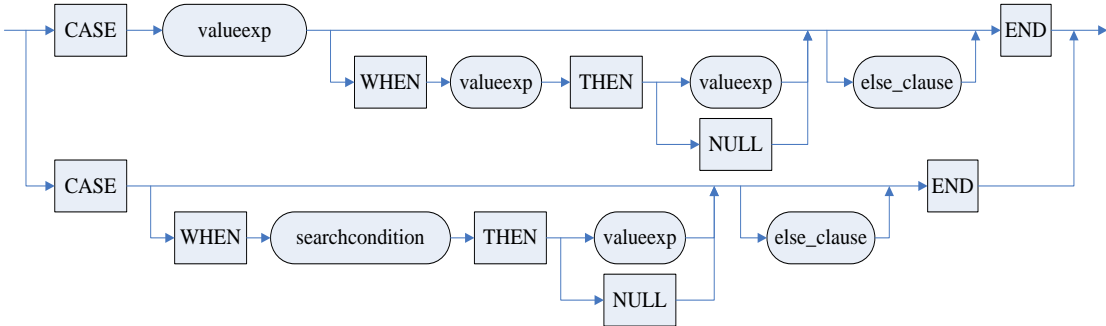 CASE valueexp END
WHEN valueexp THEN valueexp else_clause
NULL
CASE END
WHEN searchcondition THEN valueexp else_clause
NULL